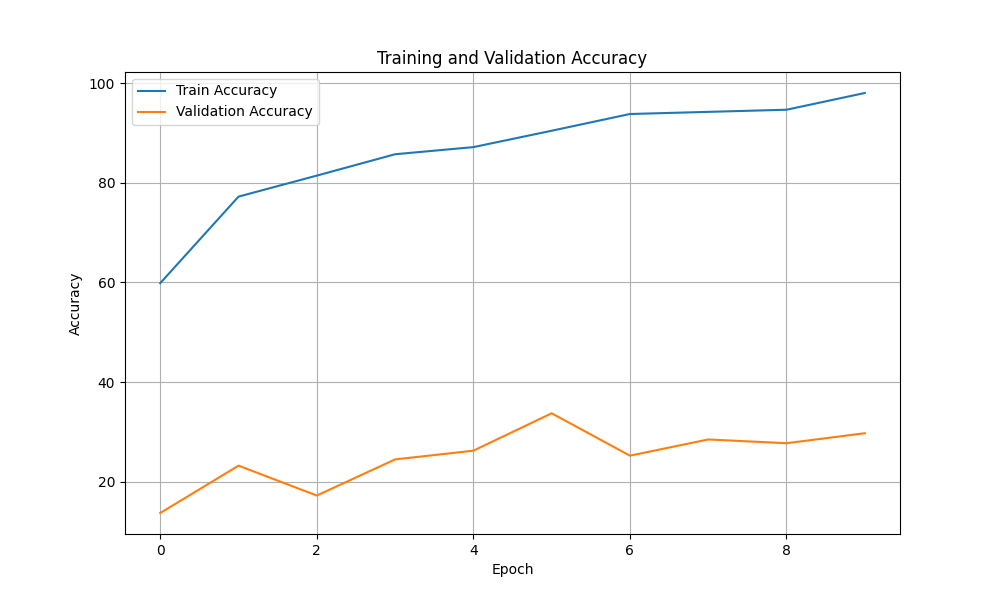 Training and Validation Accuracy
Train Accuracy
Validation Accuracy
100
80
60
40
20
Accuracy
0 2 4 6 8
Epoch